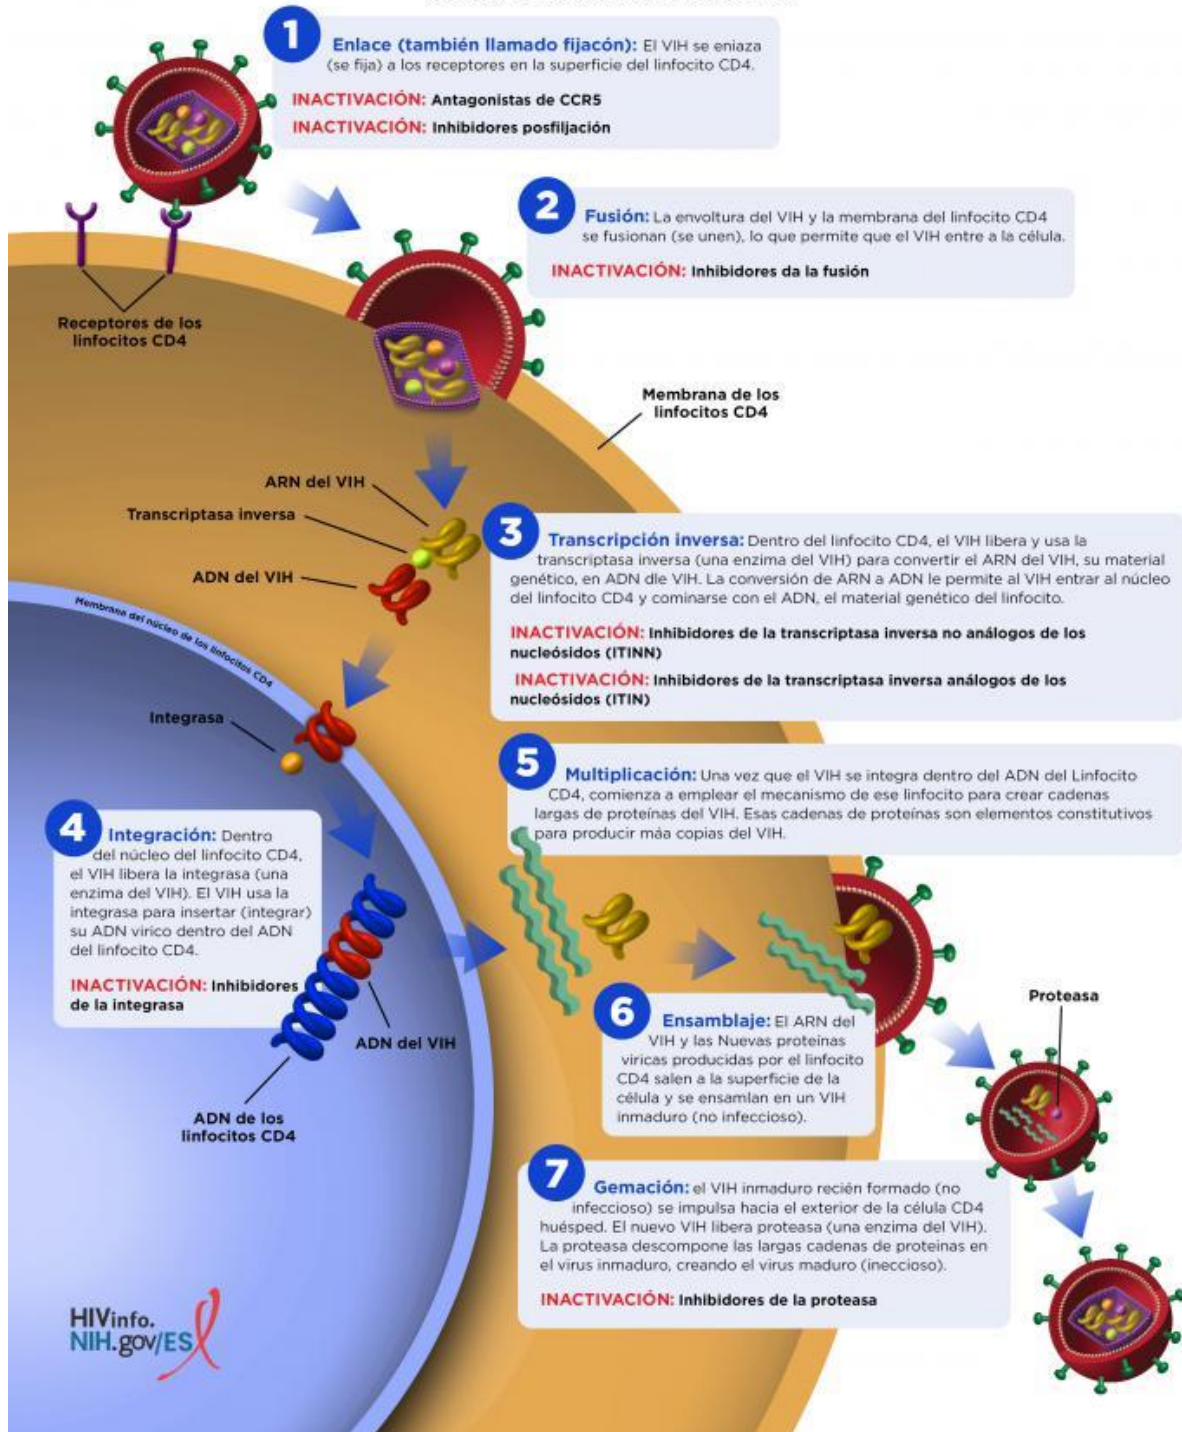 1
Enlace (también llamado fijacón): El VIH se eniaza
(se fija) a los receptores en la superficie del linfocito CD4.
INACTIVACIÓN: Antagonistas de CCR5
INACTIVACIÓN: Inhibidores posfiljación
Receptores de los
linfocitos CD4
2
Fusión: La envoltura del VIH y la membrana del linfocito CD4
se fusionan (se unen), lo que permite que el VIH entre a la célula.
INACTIVACIÓN: Inhibidores da la fusión
Membrana de los
linfocitos CD4
ARN del VIH
Transcriptasa inversa
ADN del VIH
3
Transcripción inversa: Dentro del linfocito CD4, el VIH libera y usa la
transcriptasa inversa (una enzima del VIH) para convertir el ARN del VIH, su material
genético, en ADN dle VIH. La conversión de ARN a ADN le permite al VIH entrar al núcleo
del linfocito CD4 y cominarse con el ADN, el material genético del linfocito.
INACTIVACIÓN: Inhibidores de la transcriptasa inversa no análogos de los
nucleósidos (ITINN)
INACTIVACIÓN: Inhibidores de la transcriptasa inversa análogos de los
nucleósidos (ITIN)
Membrana del núcleo de los linfocitos CD4
Integrasa
4
Integración: Dentro
del núcleo del linfocito CD4,
el VIH libera la integrasa (una
enzima del VIH). El VIH usa la
integrasa para insertar (integrar)
su ADN virico dentro del ADN
del linfocito CD4.
INACTIVACIÓN: Inhibidores
de la integrasa
ADN del VIH
ADN de los
linfocitos CD4
5
Multiplicación: Una vez que el VIH se integra dentro del ADN del Linfocito
CD4, comienza a emplear el mecanismo de ese linfocito para crear cadenas
largas de proteínas del VIH. Esas cadenas de proteínas son elementos constitutivos
para producir máa copias del VIH.
6
Ensamblaje: El ARN del
VIH y las Nuevas proteínas
viricas producidas por el linfocito
CD4 salen a la superficie de la
célula y se ensamlan en un VIH
inmaduro (no infeccioso).
Proteasa
7
Gemación: el VIH inmaduro recién formado (no
infeccioso) se impulsa hacia el exterior de la célula CD4
huésped. El nuevo VIH libera proteasa (una enzima del VIH).
La proteasa descompone las largas cadenas de proteinas en
el virus inmaduro, creando el virus maduro (ineccioso).
INACTIVACIÓN: Inhibidores de la proteasa
HIVinfo.
NIH.gov/ES